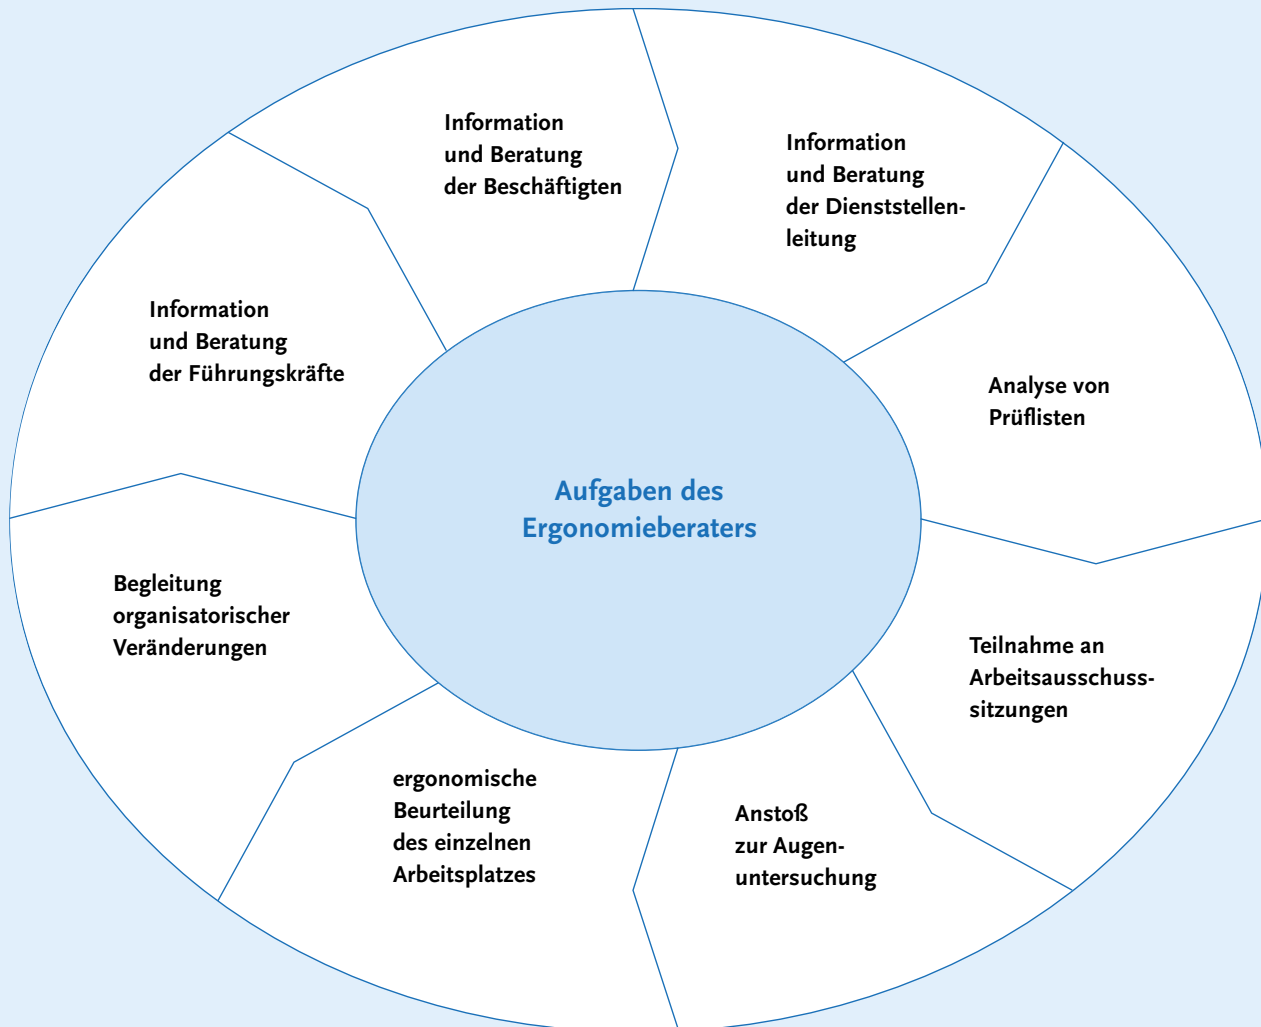 Information
und Beratung
der Beschäftigten
Information
und Beratung
der Dienststellen-
leitung
Information
und Beratung
der Führungskräfte
Analyse von
Prüflisten
Aufgaben des
Ergonomieberaters
Begleitung
organisatorischer
Veränderungen
Teilnahme an
Arbeitsausschuss-
sitzungen
ergonomische
Beurteilung
des einzelnen
Arbeitsplatzes
Anstoß
zur Augen-
untersuchung